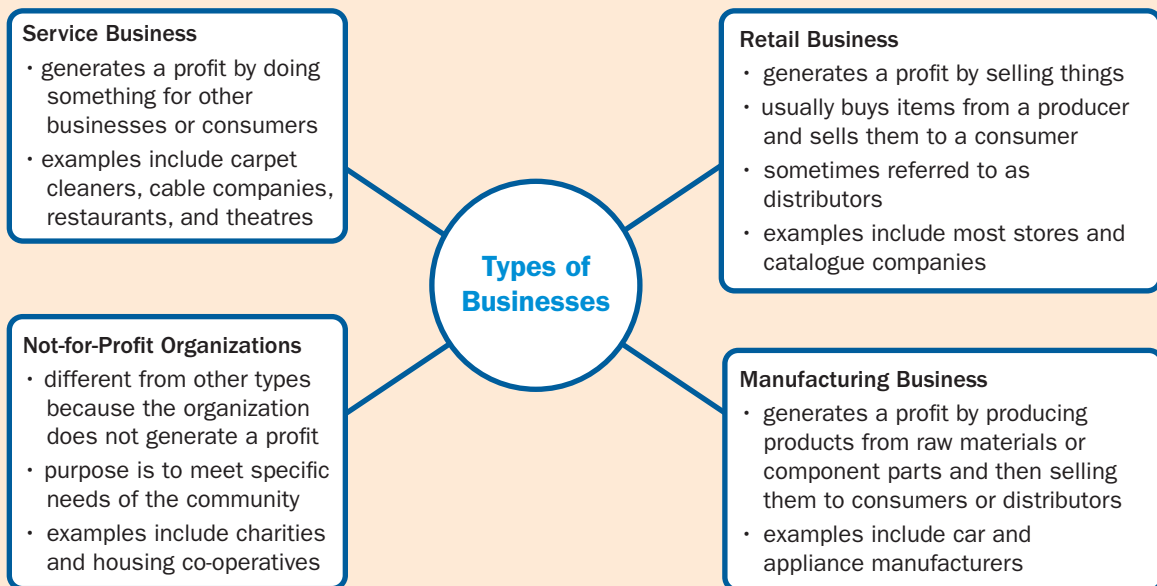 Service Business
· generates a profit by doing
something for other
businesses or consumers
· examples include carpet
cleaners, cable companies,
restaurants, and theatres
Retail Business
· generates a profit by selling things
· usually buys items from a producer
and sells them to a consumer
· sometimes referred to as
distributors
· examples include most stores and
catalogue companies
Types of
Businesses
Not-for-Profit Organizations
· different from other types
because the organization
does not generate a profit
· purpose is to meet specific
needs of the community
· examples include charities
and housing co-operatives
Manufacturing Business
· generates a profit by producing
products from raw materials or
component parts and then selling
them to consumers or distributors
· examples include car and
appliance manufacturers